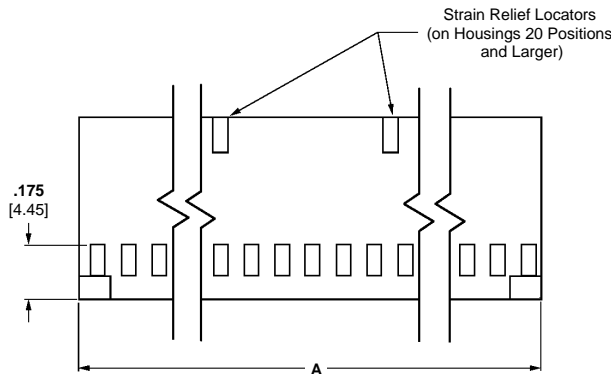 Strain Relief Locators
(on Housings 20 Positions
and Larger)
.175
[4.45]
A